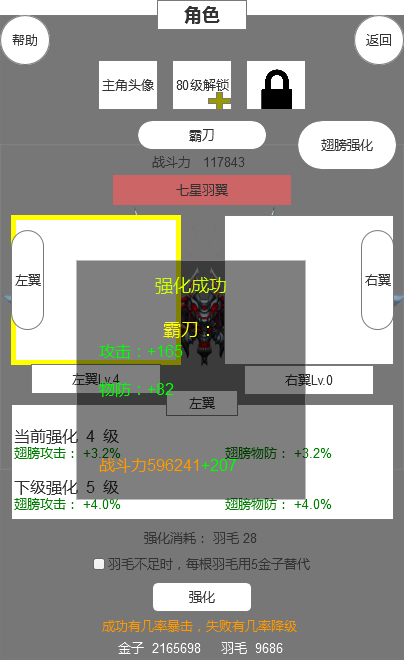 角色
帮助
返回
主角头像
80级解锁
霸刀
翅膀强化
战斗力 117843
七星羽翼
左翼
右翼
强化成功
霸刀：
攻击：+165
左翼Lv.4
右翼Lv.0
物防：+82
左翼
当前强化 4 级
翅膀攻击： +3.2%
翅膀物防： +3.2%
战斗力596241+207
下级强化 5 级
翅膀攻击： +4.0%
翅膀物防： +4.0%
强化消耗： 羽毛 28
羽毛不足时，每根羽毛用5金子替代
强化
成功有几率暴击，失败有几率降级
金子 2165698 羽毛 9686